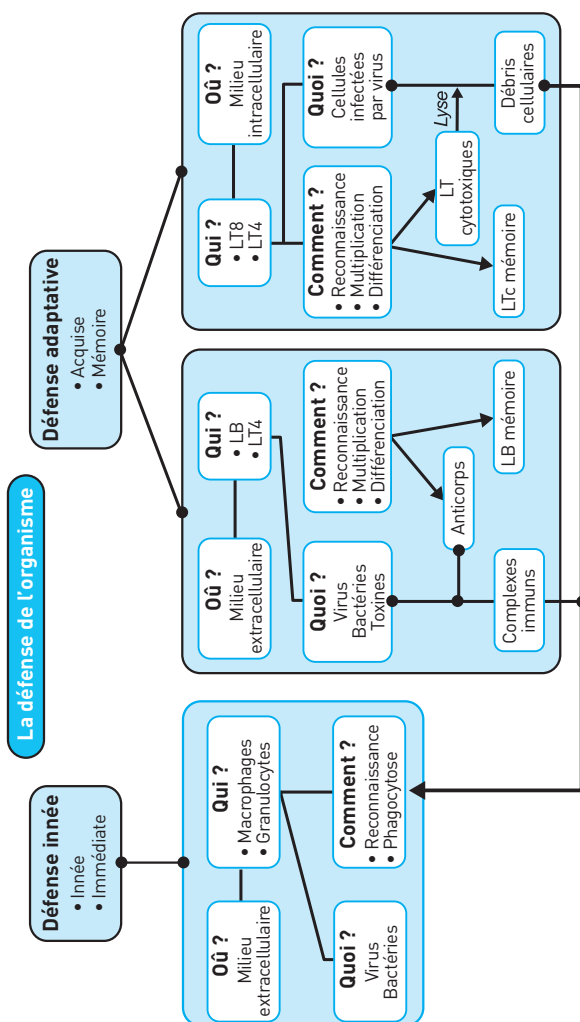 La défense de l'organisme
Défense innée
• Innée
• Immédiate
Où ?
Milieu
extracellulaire
Qui ?
• Macrophages
• Granulocytes
Quoi ?
Virus
Bactéries
Comment ?
• Reconnaissance
• Phagocytose
Défense adaptative
• Acquise
• Mémoire
Où ?
Milieu
extracellulaire
Qui ?
• LB
• LT4
Quoi ?
Virus
Bactéries
Toxines
Comment ?
• Reconnaissance
• Multiplication
• Différenciation
Anticorps
Complexes
immuns
LB mémoire
Qui ?
• LT8
• LT4
Où ?
Milieu
intracellulaire
Comment ?
• Reconnaissance
• Multiplication
• Différenciation
Quoi ?
Cellules
infectées
par virus
LT
cytotoxiques
Lyse
LTc mémoire
Débris
cellulaires